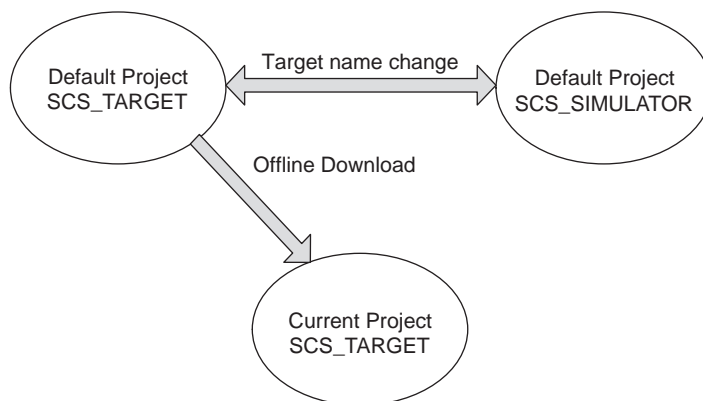 Default Project
SCS_TARGET
Target name change
Default Project
SCS_SIMULATOR
Offline Download
Current Project
SCS_TARGET